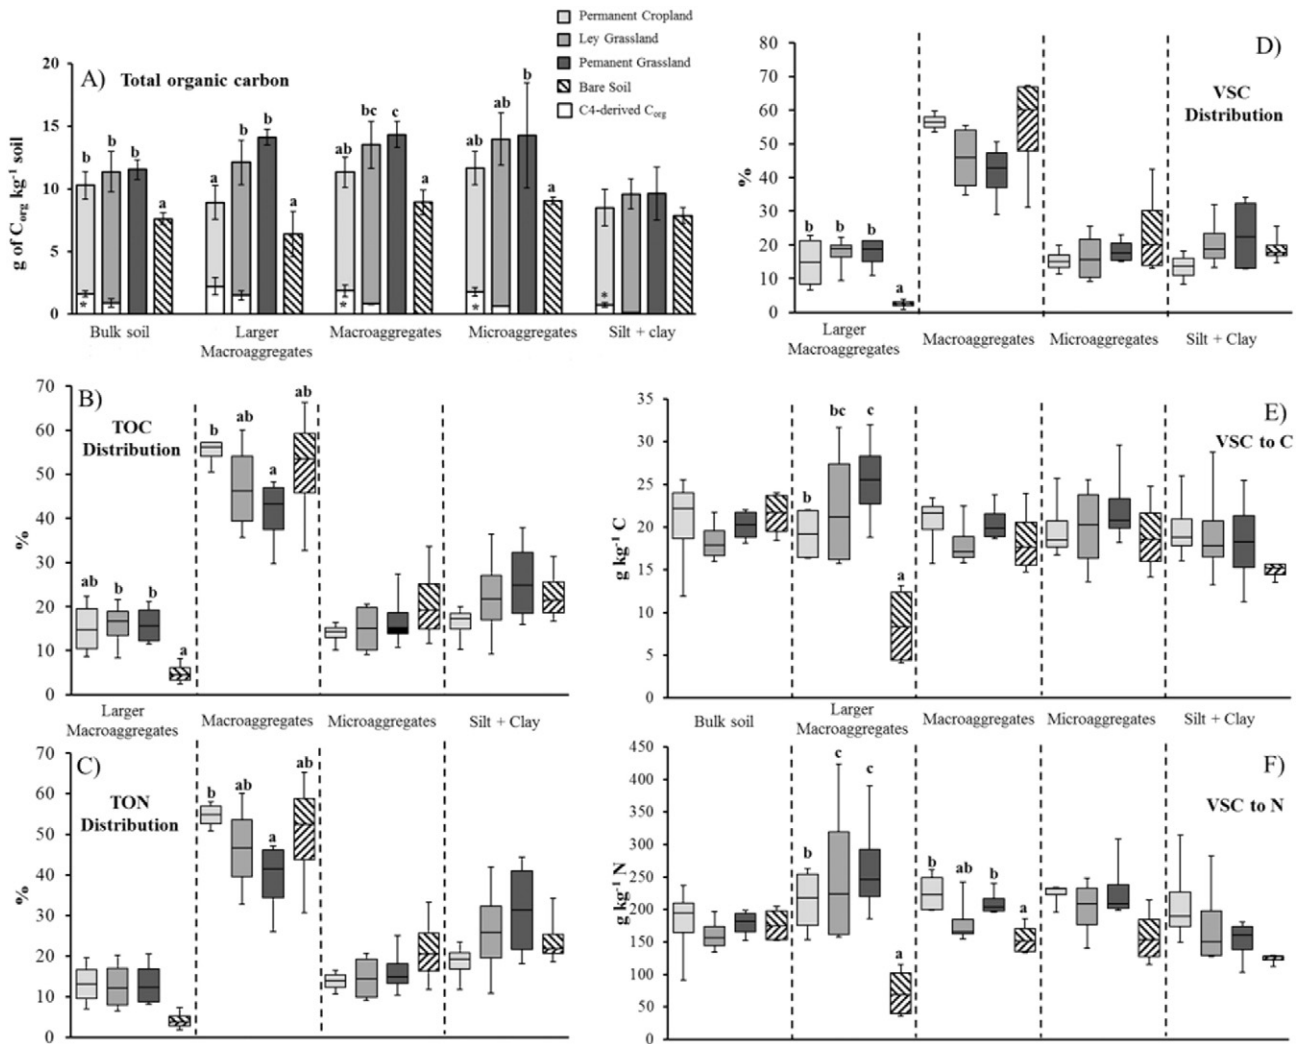 Permanent Cropland
Ley Grassland
Pemanent Grassland
Bare Soil
C4-derived Corg
A) Total organic carbon
g of Corg kg-1 soil
20
15
10
5
0
b b b a
a b b a
ab bc c a
ab ab b a
* * * *
Bulk soil
Larger
Macroaggregates
Macroaggregates
Microaggregates
Silt + clay
D)
VSC
Distribution
%
80
70
60
50
40
30
20
10
0
b b b a
Larger
Macroaggregates
Macroaggregates
Microaggregates
Silt + Clay
B)
TOC
Distribution
%
70
60
50
40
30
20
10
0
ab b b a
b ab a ab
Larger
Macroaggregates
Macroaggregates
Microaggregates
Silt + Clay
E)
VSC to C
g kg-1 C
35
30
25
20
15
10
5
0
b bc c a
Bulk soil
Larger
Macroaggregates
Macroaggregates
Microaggregates
Silt + Clay
C)
TON
Distribution
%
70
60
50
40
30
20
10
0
b ab a ab
F)
VSC to N
g kg-1 N
450
400
350
300
250
200
150
100
50
0
b c c a
b ab b a